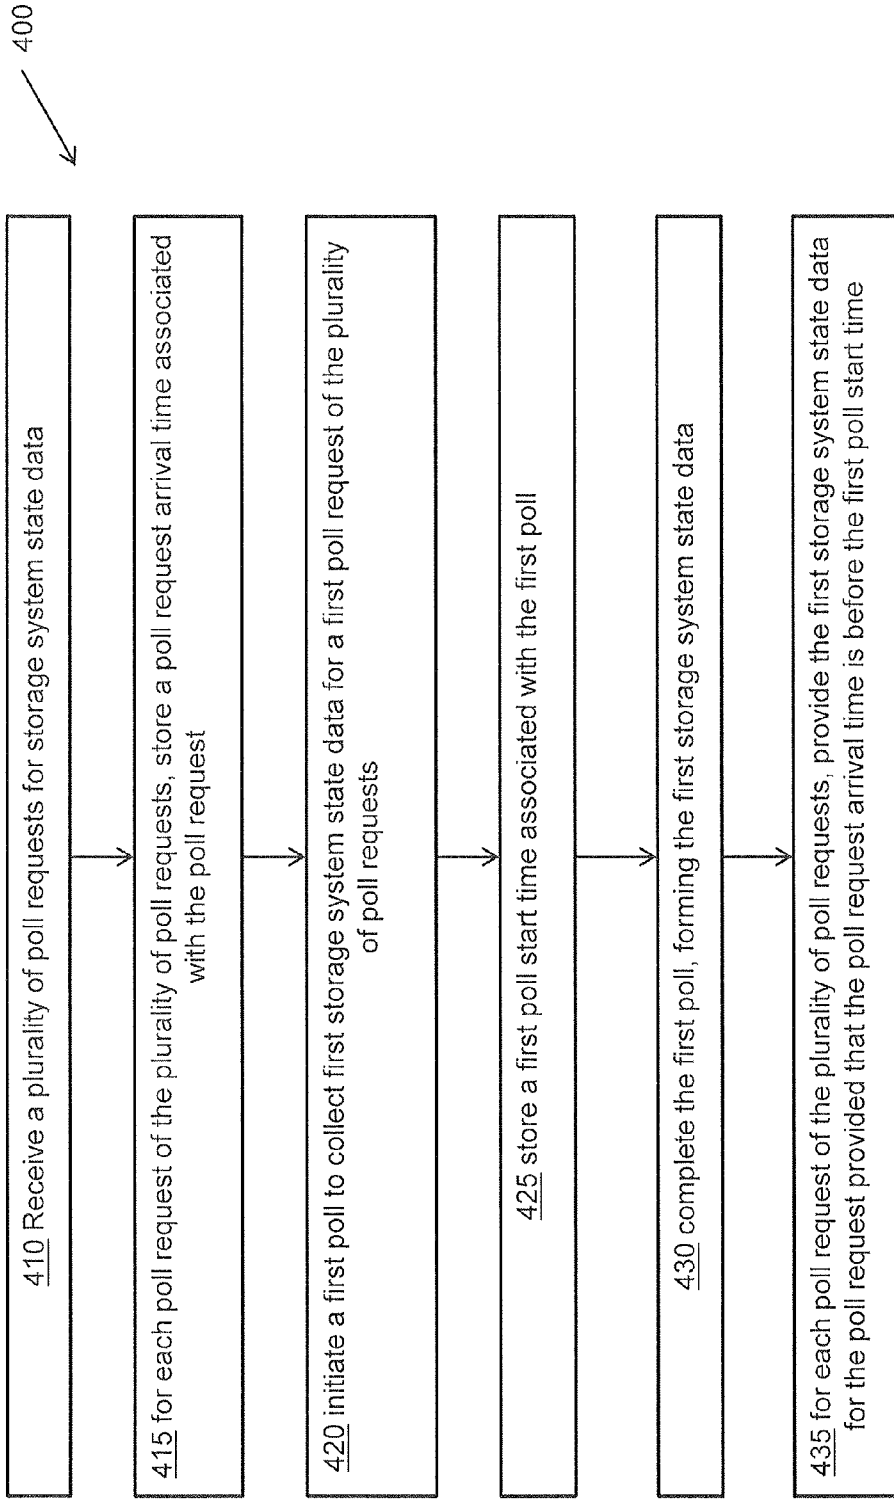 400
410 Receive a plurality of poll requests for storage system state data
415 for each poll request of the plurality of poll requests, store a poll request arrival time associated
with the poll request
420 initiate a first poll to collect first storage system state data for a first poll request of the plurality
of poll requests
425 store a first poll start time associated with the first poll
430 complete the first poll, forming the first storage system state data
435 for each poll request of the plurality of poll requests, provide the first storage system state data
for the poll request provided that the poll request arrival time is before the first poll start time